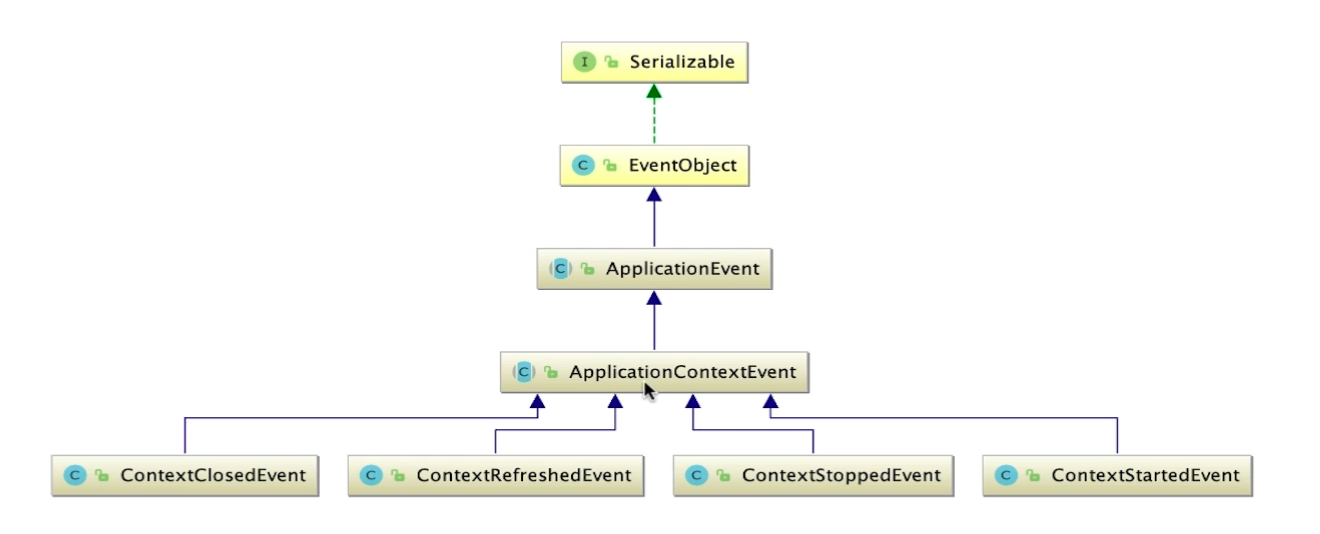 I Serializable
C EventObject
C ApplicationEvent
C ApplicationContextEvent
C ContextClosedEvent
C ContextRefreshedEvent
C ContextStoppedEvent
C ContextStartedEvent